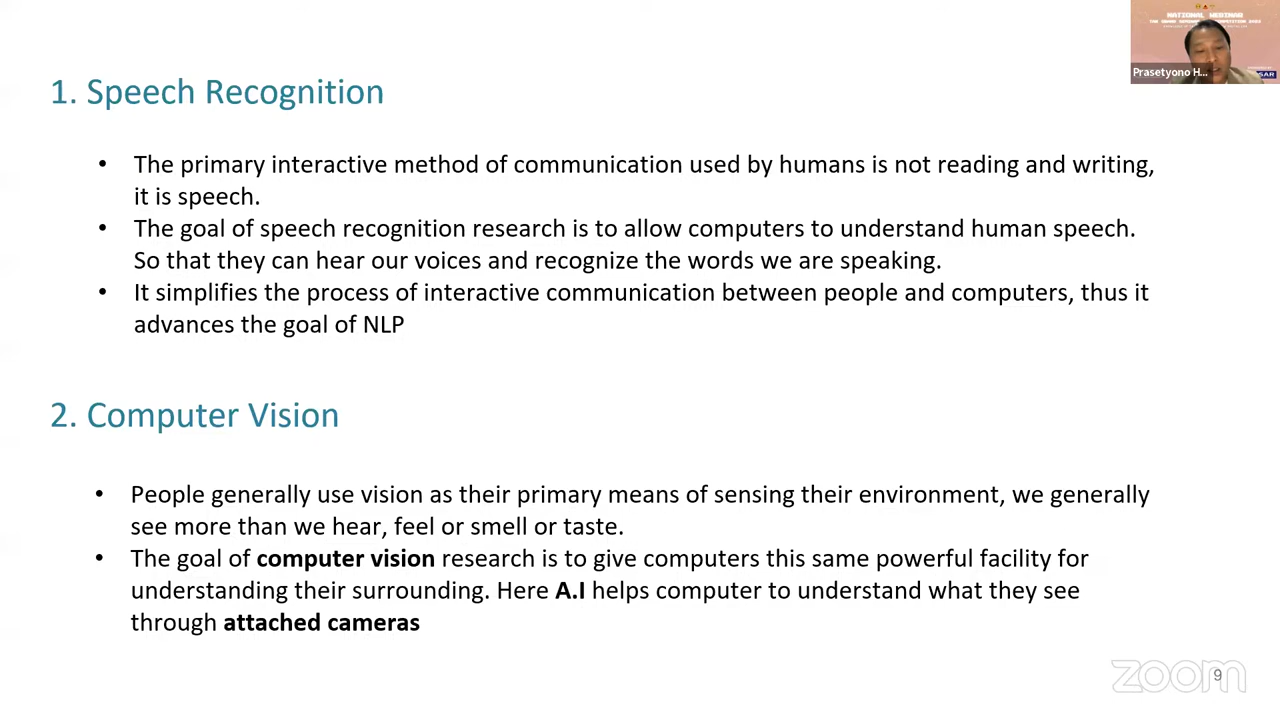 NATIONAL WEBINAR
Prasetyono H...
SAR
1. Speech Recognition
• The primary interactive method of communication used by humans is not reading and writing,
it is speech.
• The goal of speech recognition research is to allow computers to understand human speech.
So that they can hear our voices and recognize the words we are speaking.
• It simplifies the process of interactive communication between people and computers, thus it
advances the goal of NLP
2. Computer Vision
• People generally use vision as their primary means of sensing their environment, we generally
see more than we hear, feel or smell or taste.
• The goal of computer vision research is to give computers this same powerful facility for
understanding their surrounding. Here A.I helps computer to understand what they see
through attached cameras
zoom
9